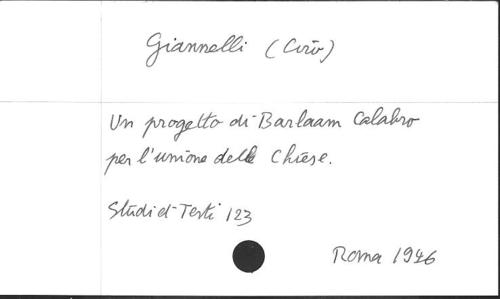 Giannelli (Ciro)
Un progetto di Barlaam Calabro
per l'unione delle Chiese.
Studi et Testi 123
Roma 1946